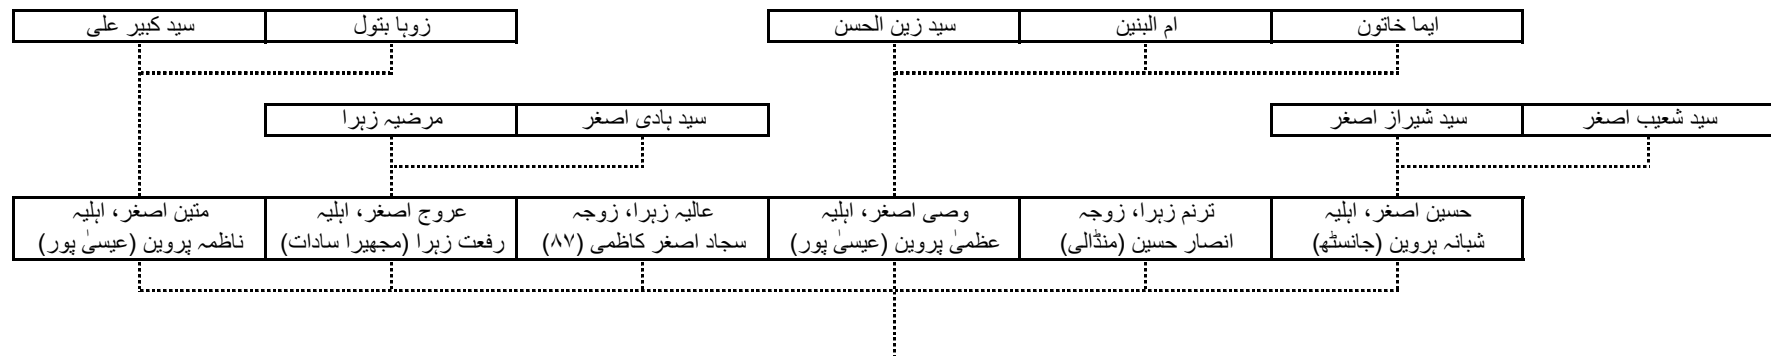 ایما خاتون
ام البنین
سید زین الحسن
زوہا بتول
سید کبیر علی
سید شعیب اصغر
سید شیراز اصغر
سید ہادی اصغر
مرضیہ زہرا
حسین اصغر، اہلیہ
شبانہ ہروین (جانسٹھ)
ترنم زہرا، زوجہ
انصار حسین (منڈالی)
وصی اصغر، اہلیہ
عظمیٰ پروین (عیسیٰ پور)
عالیہ زہرا، زوجہ
سجاد اصغر کاظمی (۸۷)
عروج اصغر، اہلیہ
رفعت زہرا (مجھیرا سادات)
متین اصغر، اہلیہ
ناظمہ پروین (عیسیٰ پور)